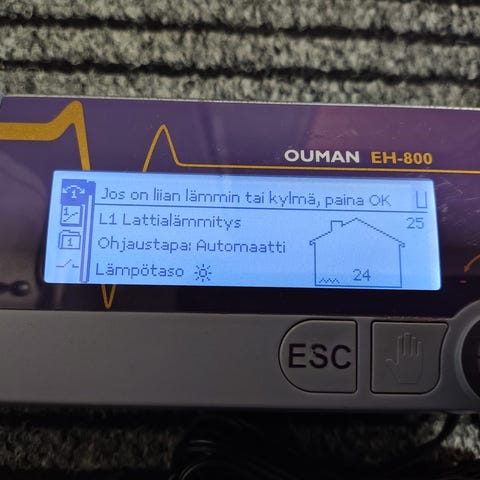 OUMAN EH-800
Jos on liian lämmin tai kylmä, paina OK
L1 Lattialämmitys
25
Ohjaustapa: Automaatti
Lämpötaso
24
ESC